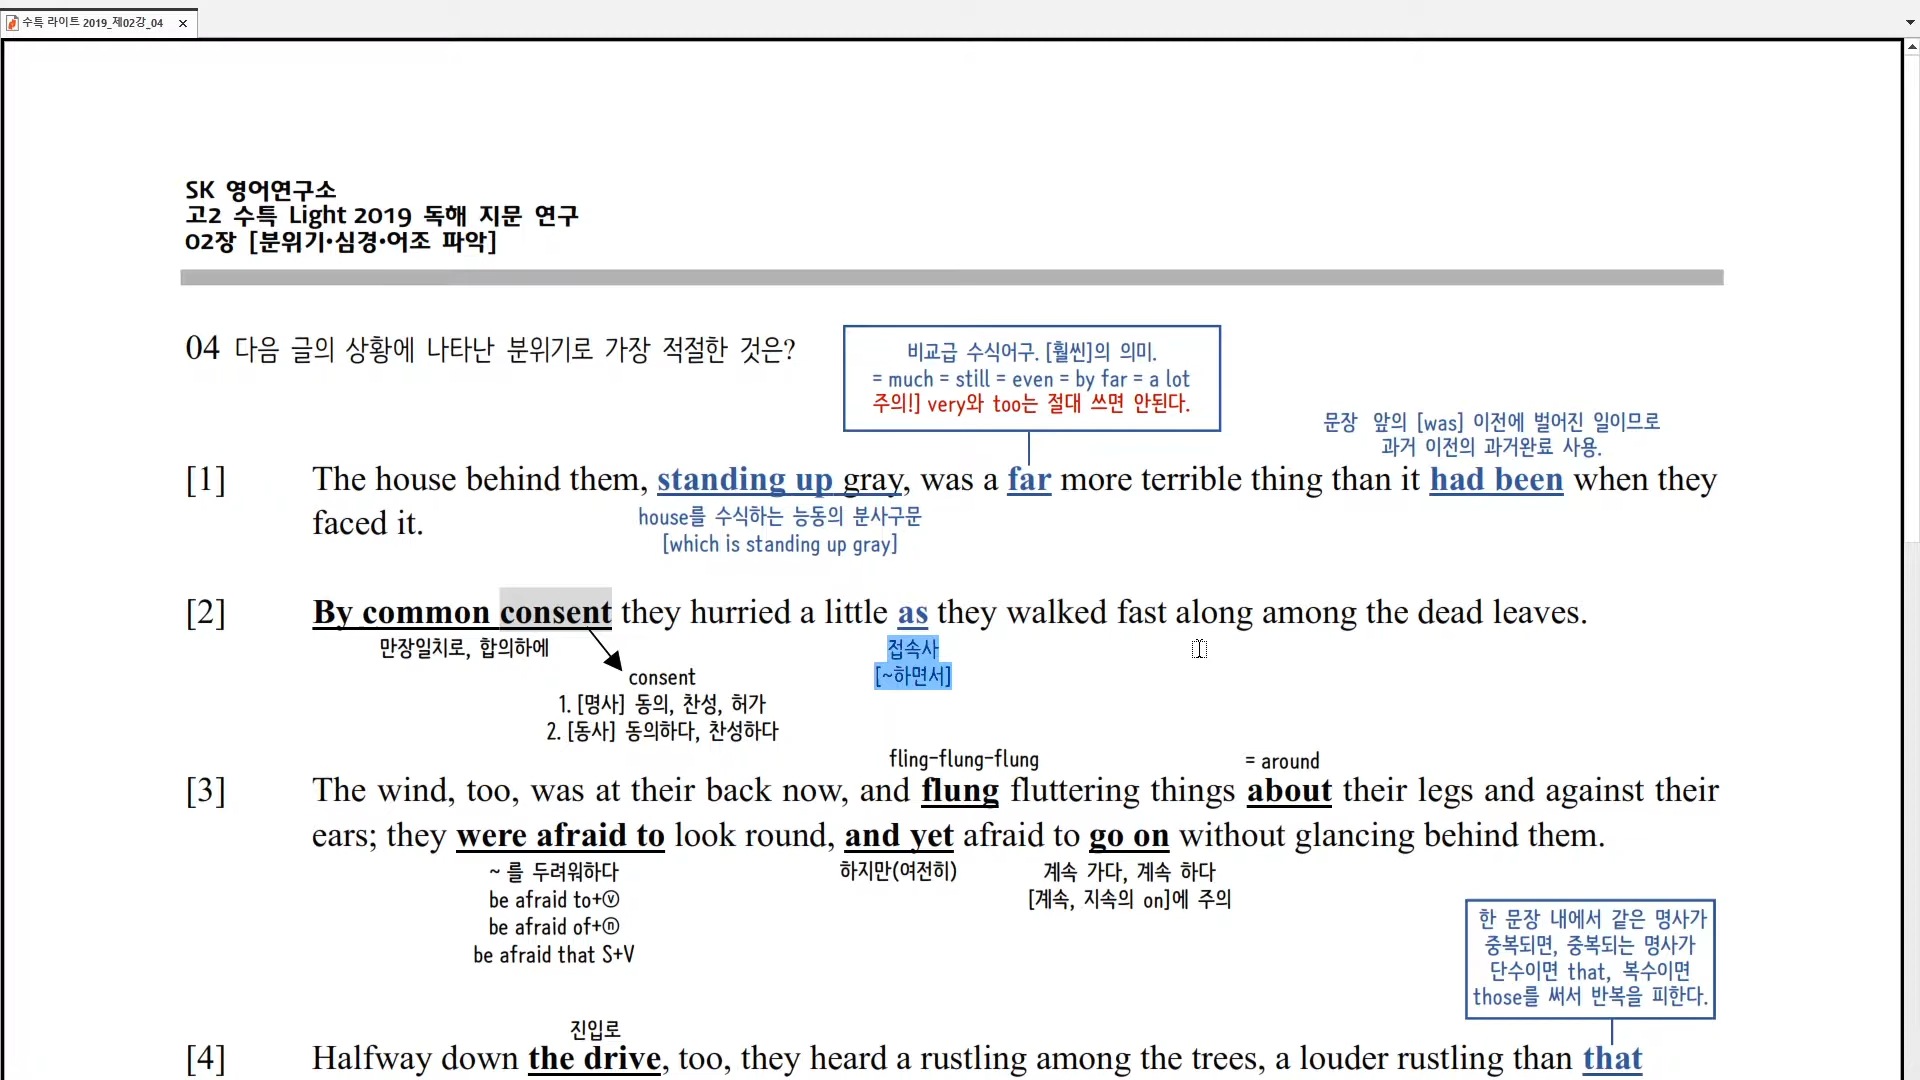 수특 라이트 2019_제02강_04
SK 영어연구소
고2 수특 Light 2019 독해 지문 연구
02장 [분위기•심경•어조 파악]
04 다음 글의 상황에 나타난 분위기로 가장 적절한 것은?
비교급 수식어구. [훨씬]의 의미.
= much = still = even = by far = a lot
주의!] very와 too는 절대 쓰면 안된다.
문장 앞의 [was] 이전에 벌어진 일이므로
과거 이전의 과거완료 사용.
[1] The house behind them, standing up gray, was a far more terrible thing than it had been when they
faced it.
house를 수식하는 능동의 분사구문
[which is standing up gray]
[2] By common consent they hurried a little as they walked fast along among the dead leaves.
만장일치로, 합의하에
접속사
[~하면서]
consent
1. [명사] 동의, 찬성, 허가
2. [동사] 동의하다, 찬성하다
fling-flung-flung
= around
[3] The wind, too, was at their back now, and flung fluttering things about their legs and against their
ears; they were afraid to look round, and yet afraid to go on without glancing behind them.
~ 를 두려워하다
be afraid to+ⓥ
be afraid of+ⓝ
be afraid that S+V
하지만(여전히)
계속 가다, 계속 하다
[계속, 지속의 on]에 주의
한 문장 내에서 같은 명사가
중복되면, 중복되는 명사가
단수이면 that, 복수이면
those를 써서 반복을 피한다.
진입로
[4] Halfway down the drive, too, they heard a rustling among the trees, a louder rustling than that